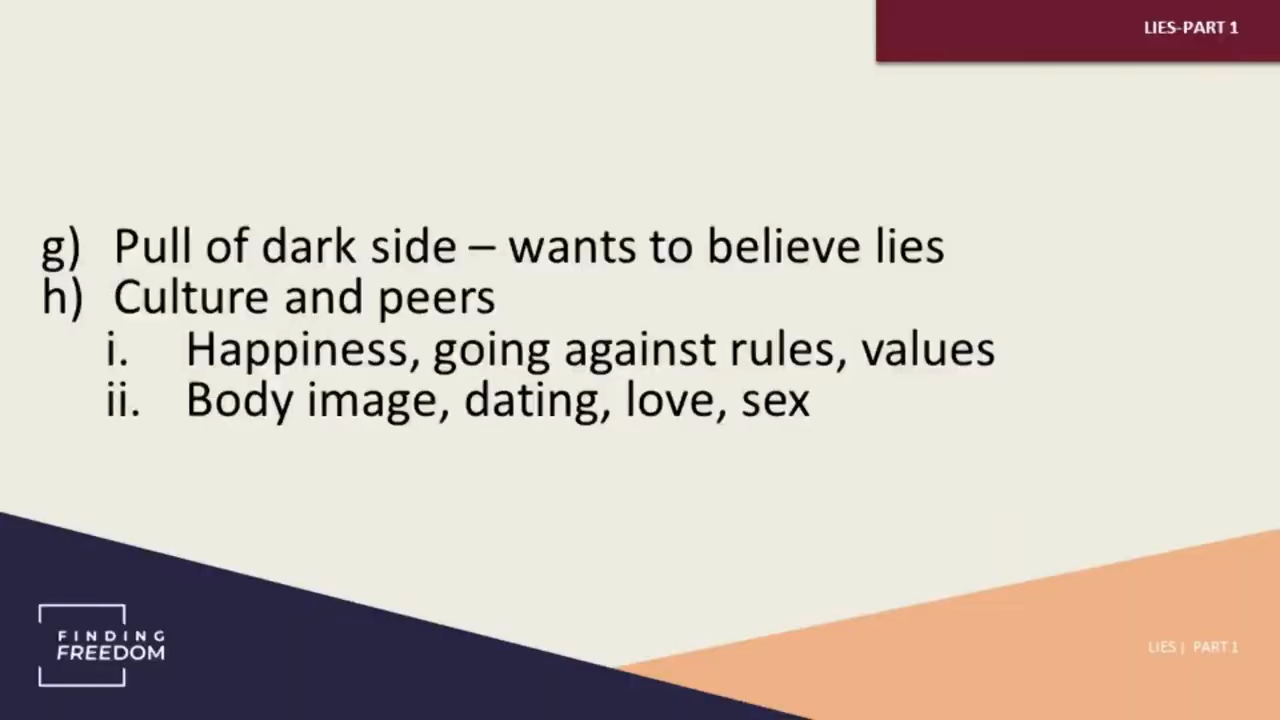 LIES-PART 1
g) Pull of dark side – wants to believe lies
h) Culture and peers
i. Happiness, going against rules, values
ii. Body image, dating, love, sex
FINDING
FREEDOM
LIES | PART 1